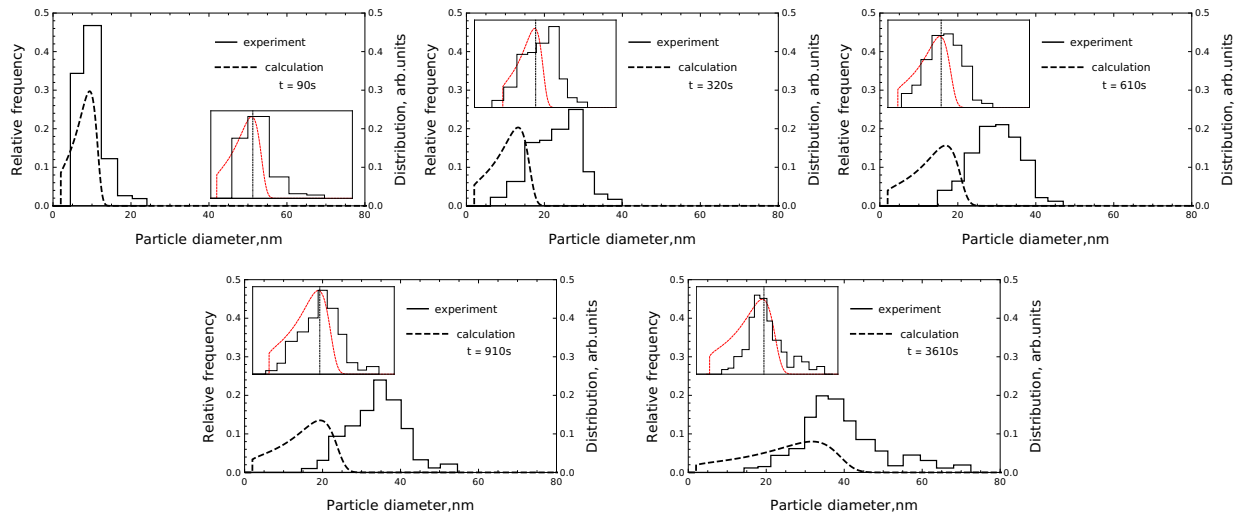 0.5
0.4
0.3
0.2
0.1
0.0
Relative frequency
experiment
calculation
t = 90s
0.5
0.4
0.3
0.2
0.1
0.0
Distribution, arb.units
0
20
40
60
80
Particle diameter,nm
0.5
0.4
0.3
0.2
0.1
0.0
Relative frequency
experiment
calculation
t = 320s
0.5
0.4
0.3
0.2
0.1
0.0
Distribution, arb.units
0
20
40
60
80
Particle diameter,nm
0.5
0.4
0.3
0.2
0.1
0.0
Relative frequency
experiment
calculation
t = 610s
0.5
0.4
0.3
0.2
0.1
0.0
Distribution, arb.units
0
20
40
60
80
Particle diameter,nm
0.5
0.4
0.3
0.2
0.1
0.0
Relative frequency
experiment
calculation
t = 910s
0.5
0.4
0.3
0.2
0.1
0.0
Distribution, arb.units
0
20
40
60
80
Particle diameter,nm
0.5
0.4
0.3
0.2
0.1
0.0
Relative frequency
experiment
calculation
t = 3610s
0.5
0.4
0.3
0.2
0.1
0.0
Distribution, arb.units
0
20
40
60
80
Particle diameter,nm